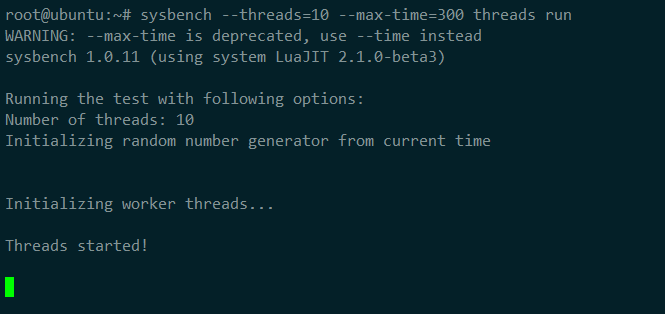 root@ubuntu:~# sysbench --threads=10 --max-time=300 threads run
WARNING: --max-time is deprecated, use --time instead
sysbench 1.0.11 (using system LuaJIT 2.1.0-beta3)
Running the test with following options:
Number of threads: 10
Initializing random number generator from current time
Initializing worker threads...
Threads started!